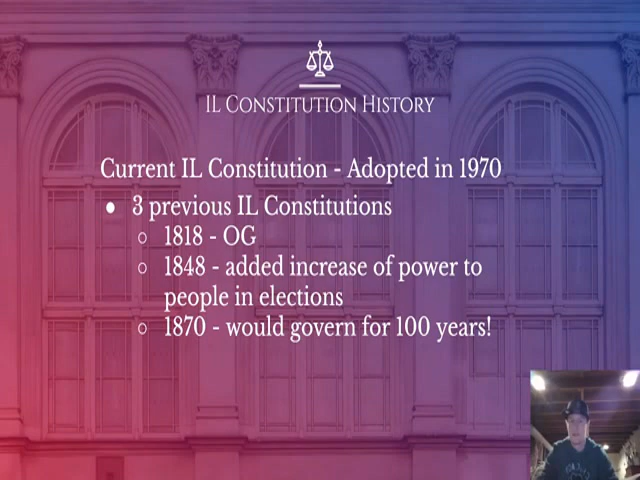 IL Constitution History
Current IL Constitution - Adopted in 1970
● 3 previous IL Constitutions
○ 1818 - OG
○ 1848 - added increase of power to
people in elections
○ 1870 - would govern for 100 years!